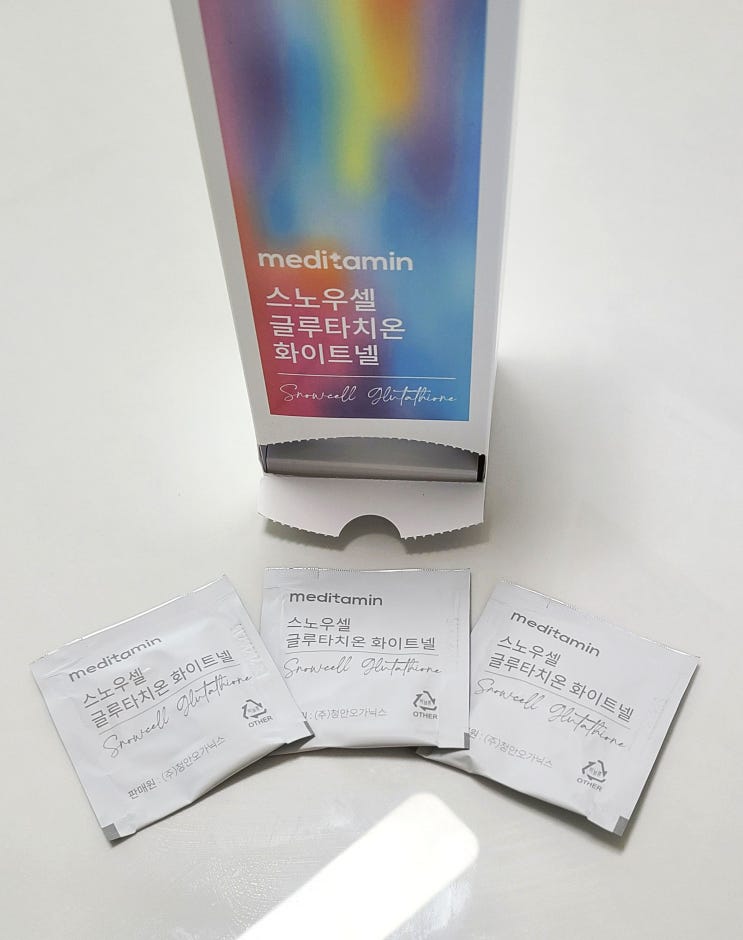 meditamin
스노우셀
글루타치온
화이트넬
Snowcell Glutathione
meditamin
스노우셀
글루타치온 화이트넬
Snowcell Glutathione
판매원 : (주)청안오가닉스
OTHER
meditamin
스노우셀
글루타치온 화이트넬
Snowcell Glutathione
: (주)청안오가닉스
OTHER
meditamin
스노우셀
글루타치온 화이트넬
Snowcell Glutathione
원 : (주)청안오가닉스
OTHER